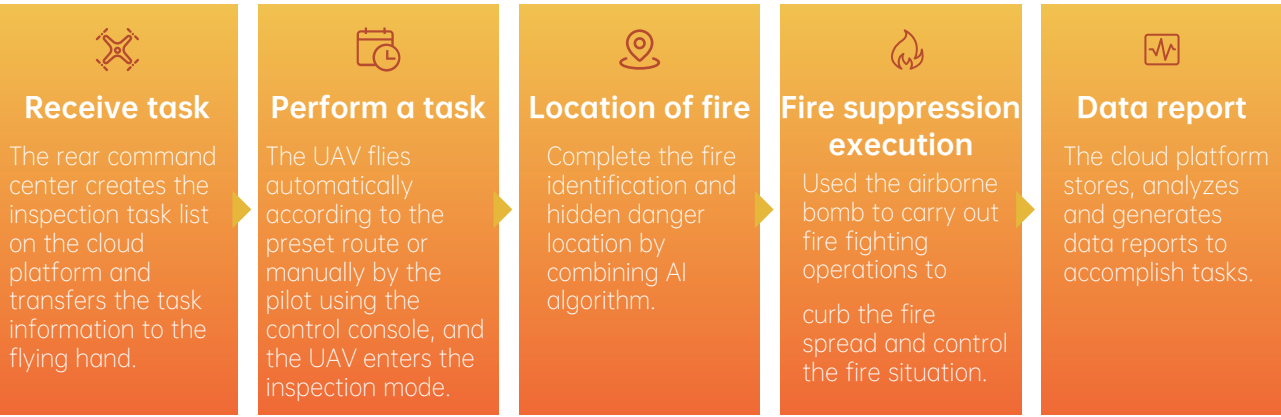 Receive task
The rear command
center creates the
inspection task list
on the cloud
platform and
transfers the task
information to the
flying hand.
Perform a task
The UAV flies
automatically
according to the
preset route or
manually by the
pilot using the
control console, and
the UAV enters the
inspection mode.
Location of fire
Complete the fire
identification and
hidden danger
location by
combining AI
algorithm.
Fire suppression
execution
Used the airborne
bomb to carry out
fire fighting
operations to
curb the fire
spread and control
the fire situation.
Data report
The cloud platform
stores, analyzes
and generates
data reports to
accomplish tasks.